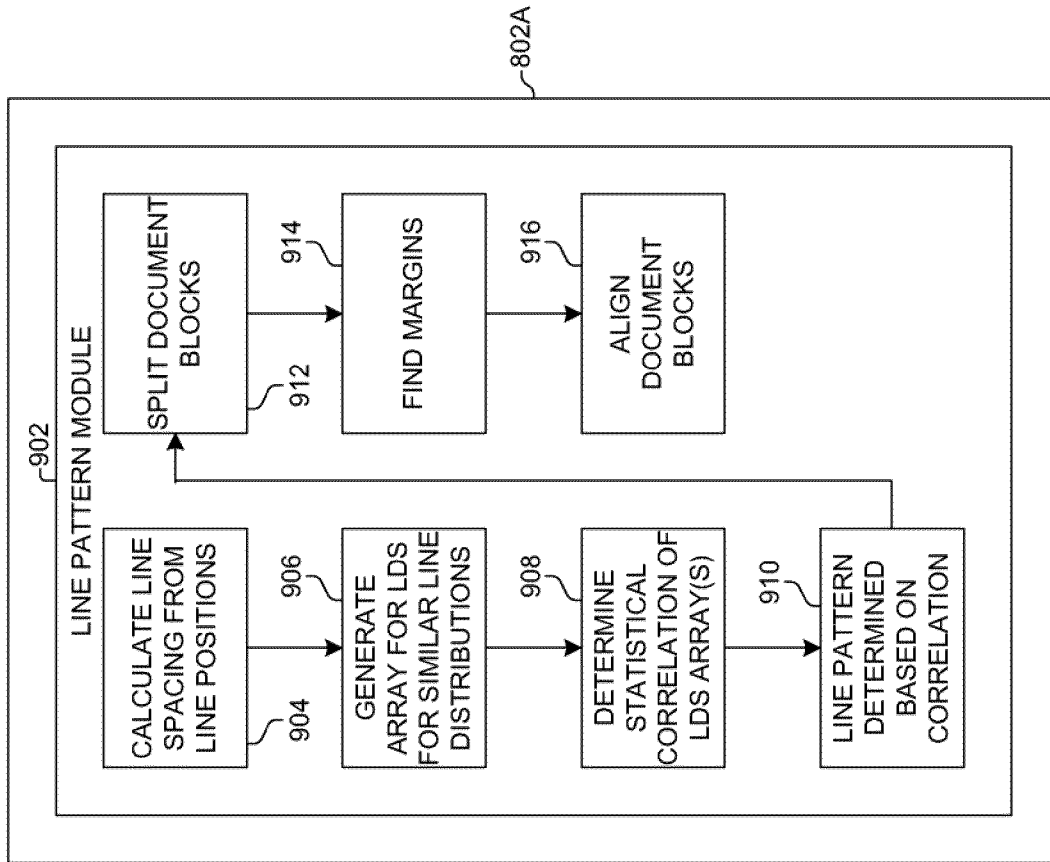 902
LINE PATTERN MODULE
CALCULATE LINE
SPACING FROM
LINE POSITIONS
904
GENERATE
ARRAY FOR LDS
FOR SIMILAR LINE
DISTRIBUTIONS
906
DETERMINE
STATISTICAL
CORRELATION OF
LDS ARRAY(S)
908
LINE PATTERN
DETERMINED
BASED ON
CORRELATION
910
SPLIT DOCUMENT
BLOCKS
912
FIND MARGINS
914
ALIGN
DOCUMENT
BLOCKS
916
802A